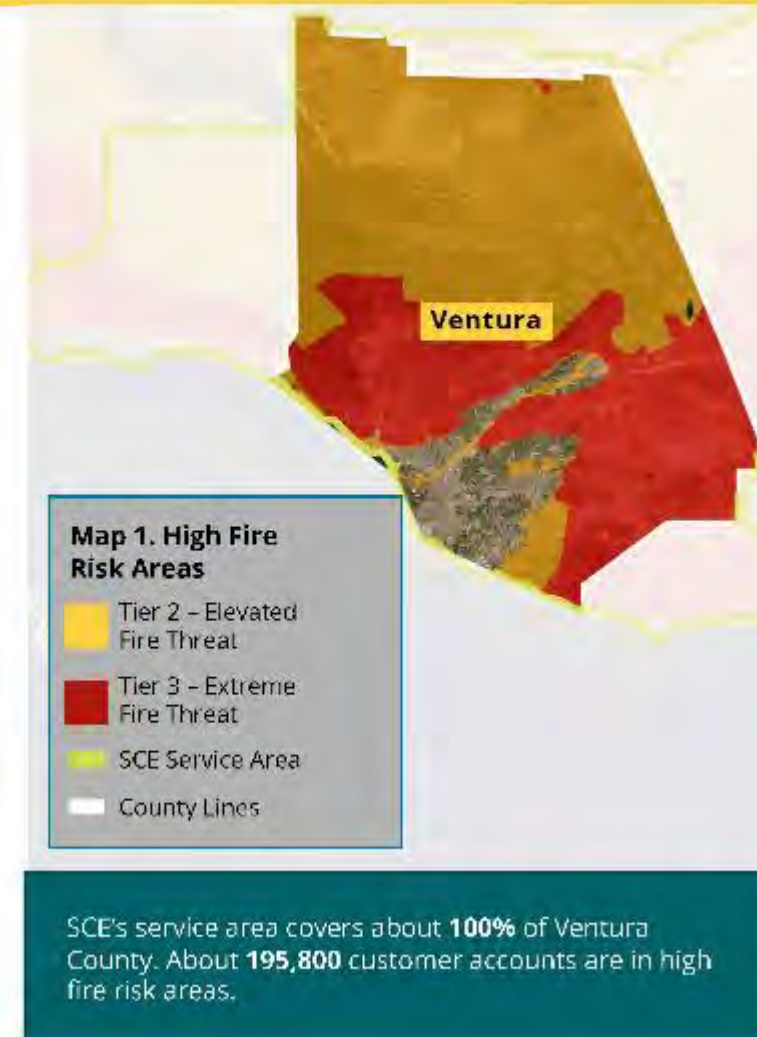 Ventura
Map 1. High Fire
Risk Areas
Tier 2 – Elevated
Fire Threat
Tier 3 – Extreme
Fire Threat
SCE Service Area
County Lines
SCE's service area covers about 100% of Ventura
County. About 195,800 customer accounts are in high
fire risk areas.